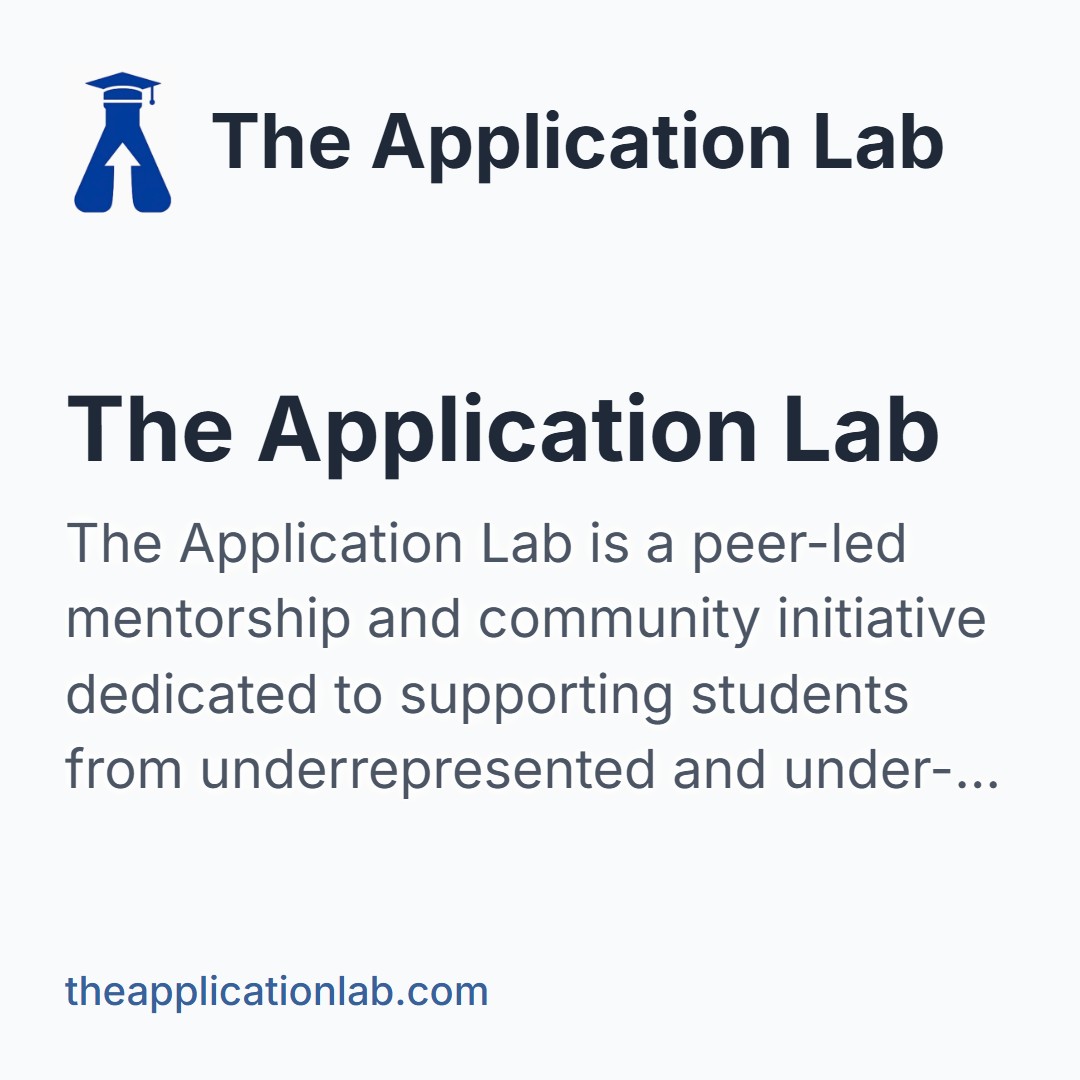 The Application Lab
The Application Lab
The Application Lab is a peer-led
mentorship and community initiative
dedicated to supporting students
from underrepresented and under-...
theapplicationlab.com